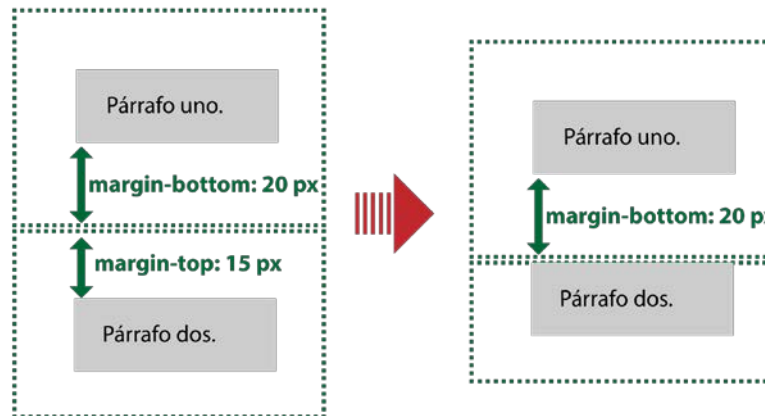 Párrafo uno.
margin-bottom: 20 px
margin-top: 15 px
Párrafo dos.
Párrafo uno.
margin-bottom: 20 px
Párrafo dos.